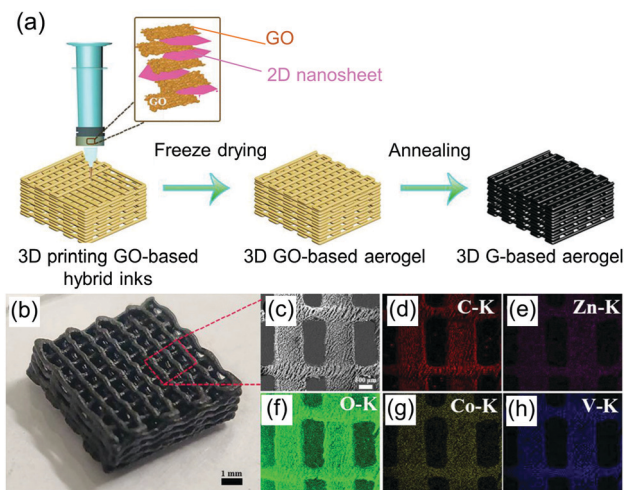 (a)
GO
2D nanosheet
GO
Freeze drying
Annealing
3D printing GO-based
hybrid inks
3D GO-based aerogel
3D G-based aerogel
(b)
1 mm
(c)
(d)
C-K
(e)
Zn-K
(f)
O-K
(g)
Co-K
(h)
V-K